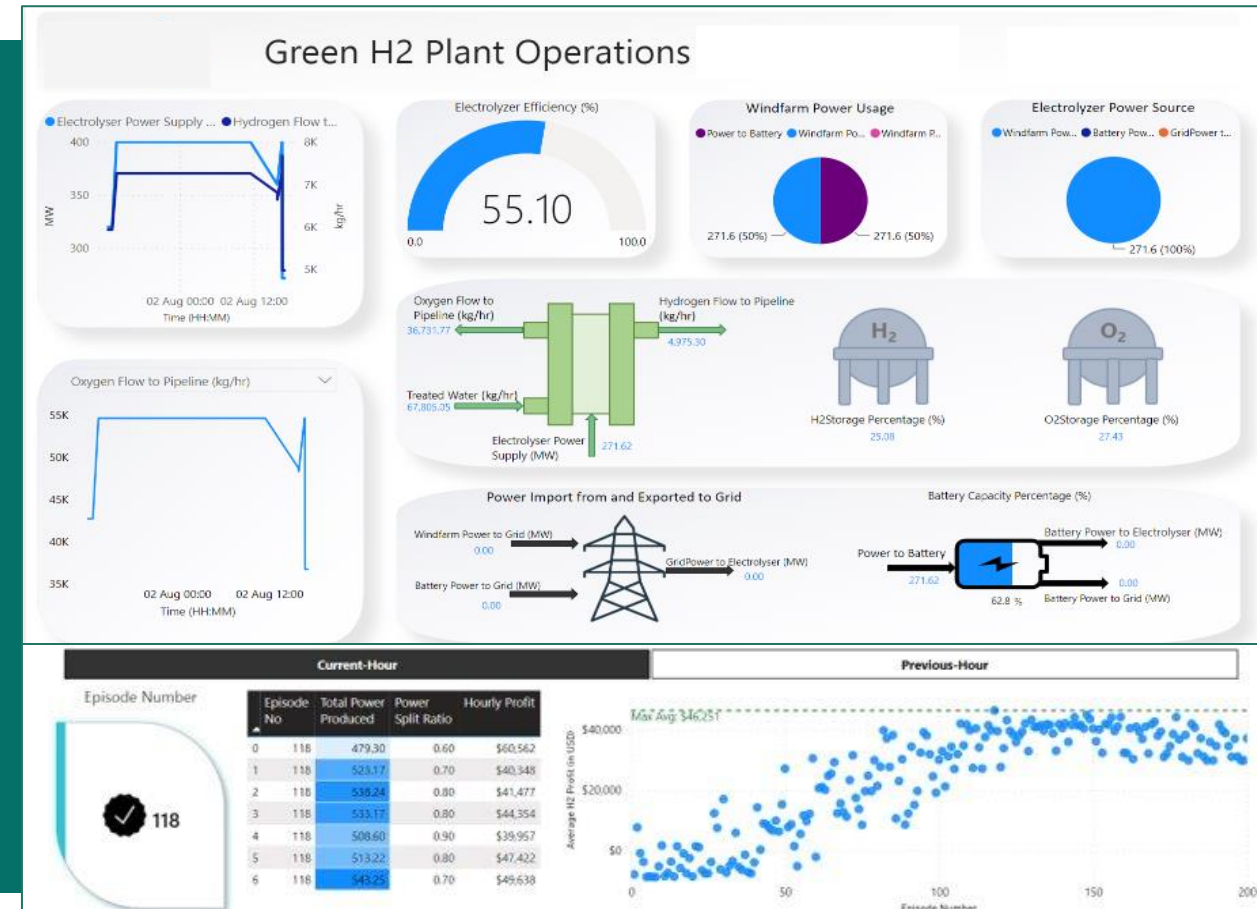 Green H2 Plant Operations
Electrolyser Power Supply ... Hydrogen Flow t...
400
350
300
MW
8K
7K
6K
5K
kg/hr
02 Aug 00:00 02 Aug 12:00
Time (HH:MM)
Electrolyzer Efficiency (%)
55.10
0.0
100.0
Windfarm Power Usage
Power to Battery Windfarm Po... Windfarm P...
271.6 (50%)
271.6 (50%)
Electrolyzer Power Source
Windfarm Pow... Battery Pow... GridPower t...
271.6 (100%)
Oxygen Flow to Pipeline (kg/hr)
55K
50K
45K
40K
35K
02 Aug 00:00 02 Aug 12:00
Time (HH:MM)
Oxygen Flow to
Pipeline (kg/hr)
36,731.77
Hydrogen Flow to Pipeline
(kg/hr)
4,975.30
Treated Water (kg/hr)
67,805.05
Electrolyser Power
Supply (MW)
271.62
H2
H2Storage Percentage (%)
25.08
O2
O2Storage Percentage (%)
27.43
Power Import from and Exported to Grid
Windfarm Power to Grid (MW)
0.00
Battery Power to Grid (MW)
0.00
GridPower to Electrolyser (MW)
0.00
Battery Capacity Percentage (%)
Power to Battery
271.62
62.8 %
Battery Power to Electrolyser (MW)
0.00
0.00
Battery Power to Grid (MW)
Current-Hour
Previous-Hour
Episode Number
118
Episode No Total Power Produced Power Split Ratio Hourly Profit
0 118 479.30 0.60 $60,562
1 118 523.17 0.70 $40,348
2 118 538.24 0.80 $41,477
3 118 533.17 0.80 $44,354
4 118 508.60 0.90 $39,957
5 118 513.22 0.80 $47,422
6 118 543.25 0.70 $49,638
Max Avg: $46,251
Average H2 Profit (in USD)
$40,000
$20,000
$0
0 50 100 150 200
Episode Number